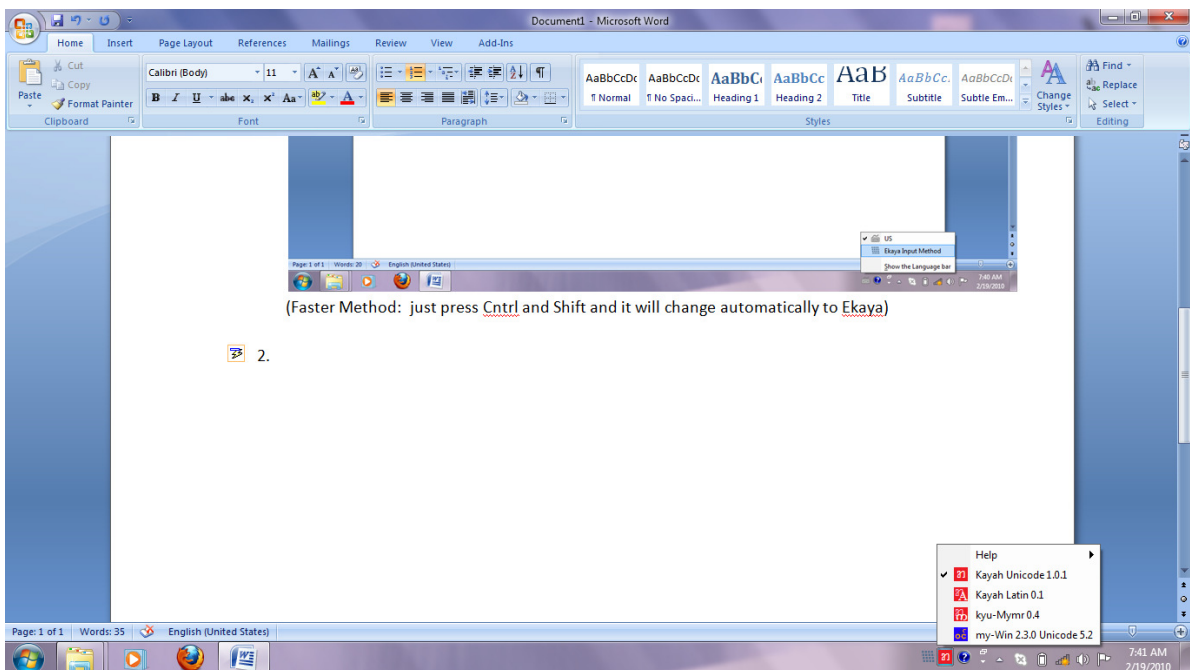 Document1 - Microsoft Word
Home Insert Page Layout References Mailings Review View Add-Ins
Cut
Copy
Paste
Format Painter
Clipboard
Calibri (Body) 11
B I U abc X₂ X² Aa
Font
Paragraph
AaBbCcDc AaBbCcDc AaBbC AaBbCc AaB AaBbCc. AaBbCcDc
¶ Normal ¶ No Spaci... Heading 1 Heading 2 Title Subtitle Subtle Em...
Change Styles
Styles
Find
Replace
Select
Editing
US
Ekaya Input Method
Show the Language bar
Page: 1 of 1 Words: 20 English (United States)
7:40 AM
2/19/2010
(Faster Method: just press Cntrl and Shift and it will change automatically to Ekaya)
2.
Help
Kayah Unicode 1.0.1
Kayah Latin 0.1
kyu-Mymr 0.4
my-Win 2.3.0 Unicode 5.2
Page: 1 of 1 Words: 35 English (United States)
7:41 AM
2/19/2010